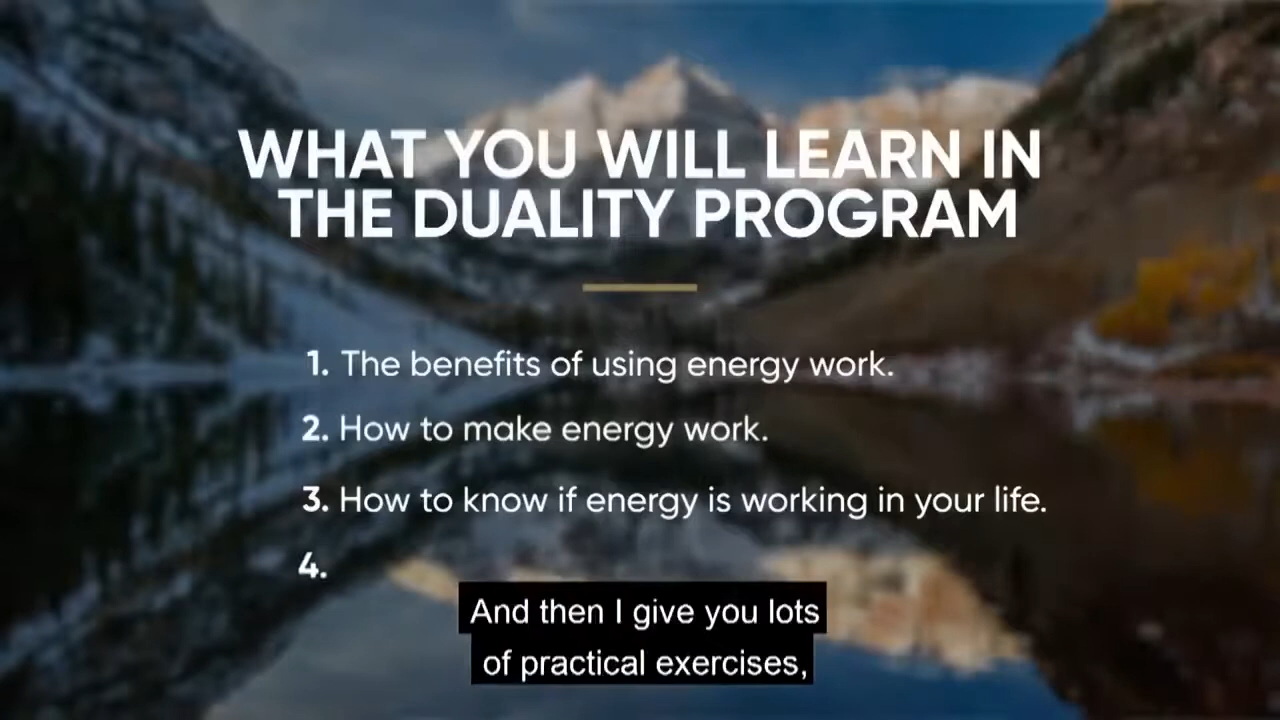 WHAT YOU WILL LEARN IN
THE DUALITY PROGRAM
1. The benefits of using energy work.
2. How to make energy work.
3. How to know if energy is working in your life.
4.
And then I give you lots
of practical exercises,